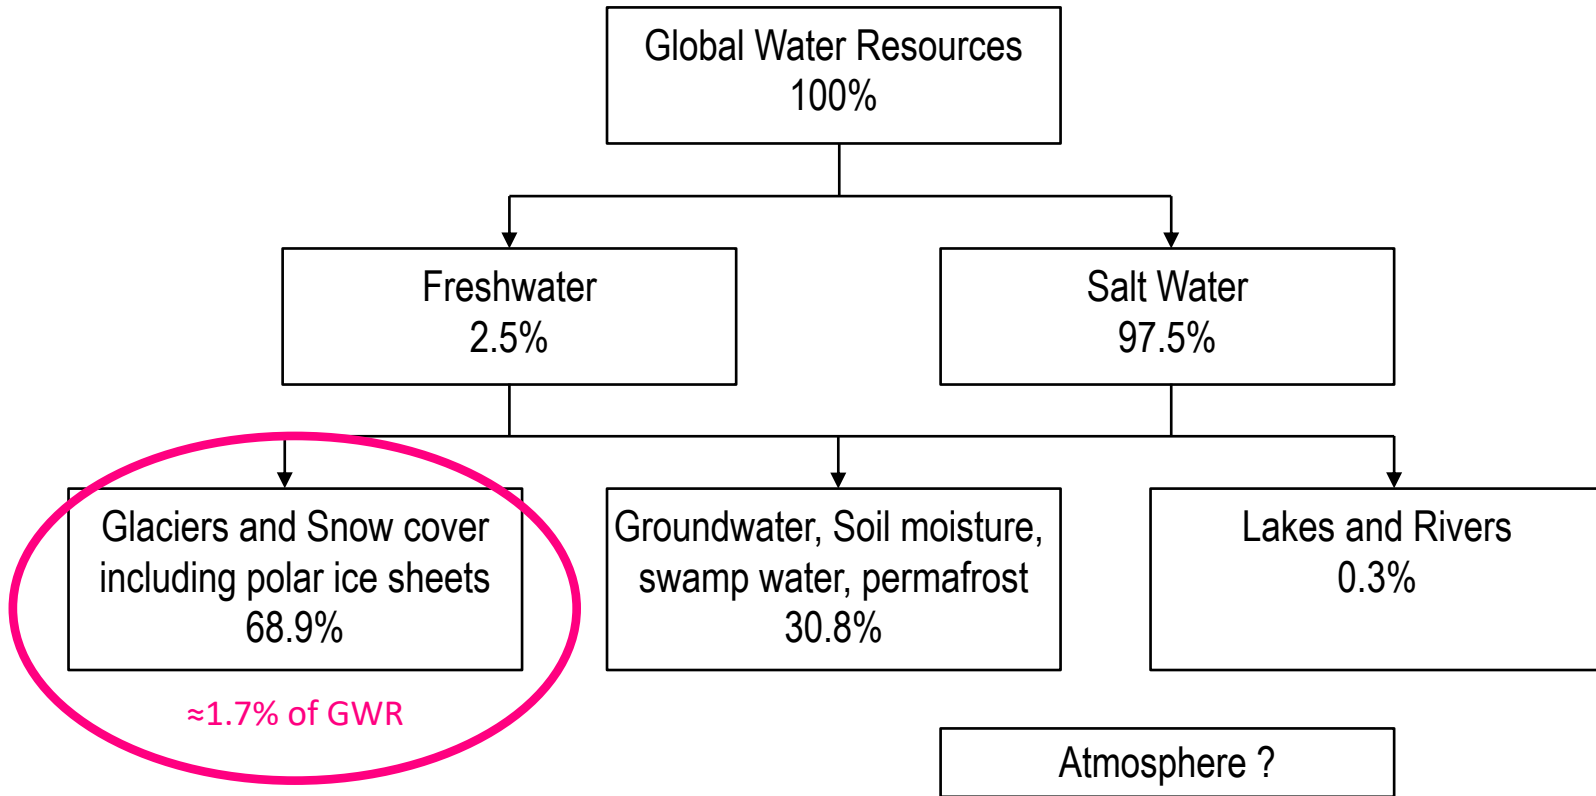 Global Water Resources
100%
Freshwater
2.5%
Salt Water
97.5%
Glaciers and Snow cover
including polar ice sheets
68.9%
Groundwater, Soil moisture,
swamp water, permafrost
30.8%
Lakes and Rivers
0.3%
≈1.7% of GWR
Atmosphere ?